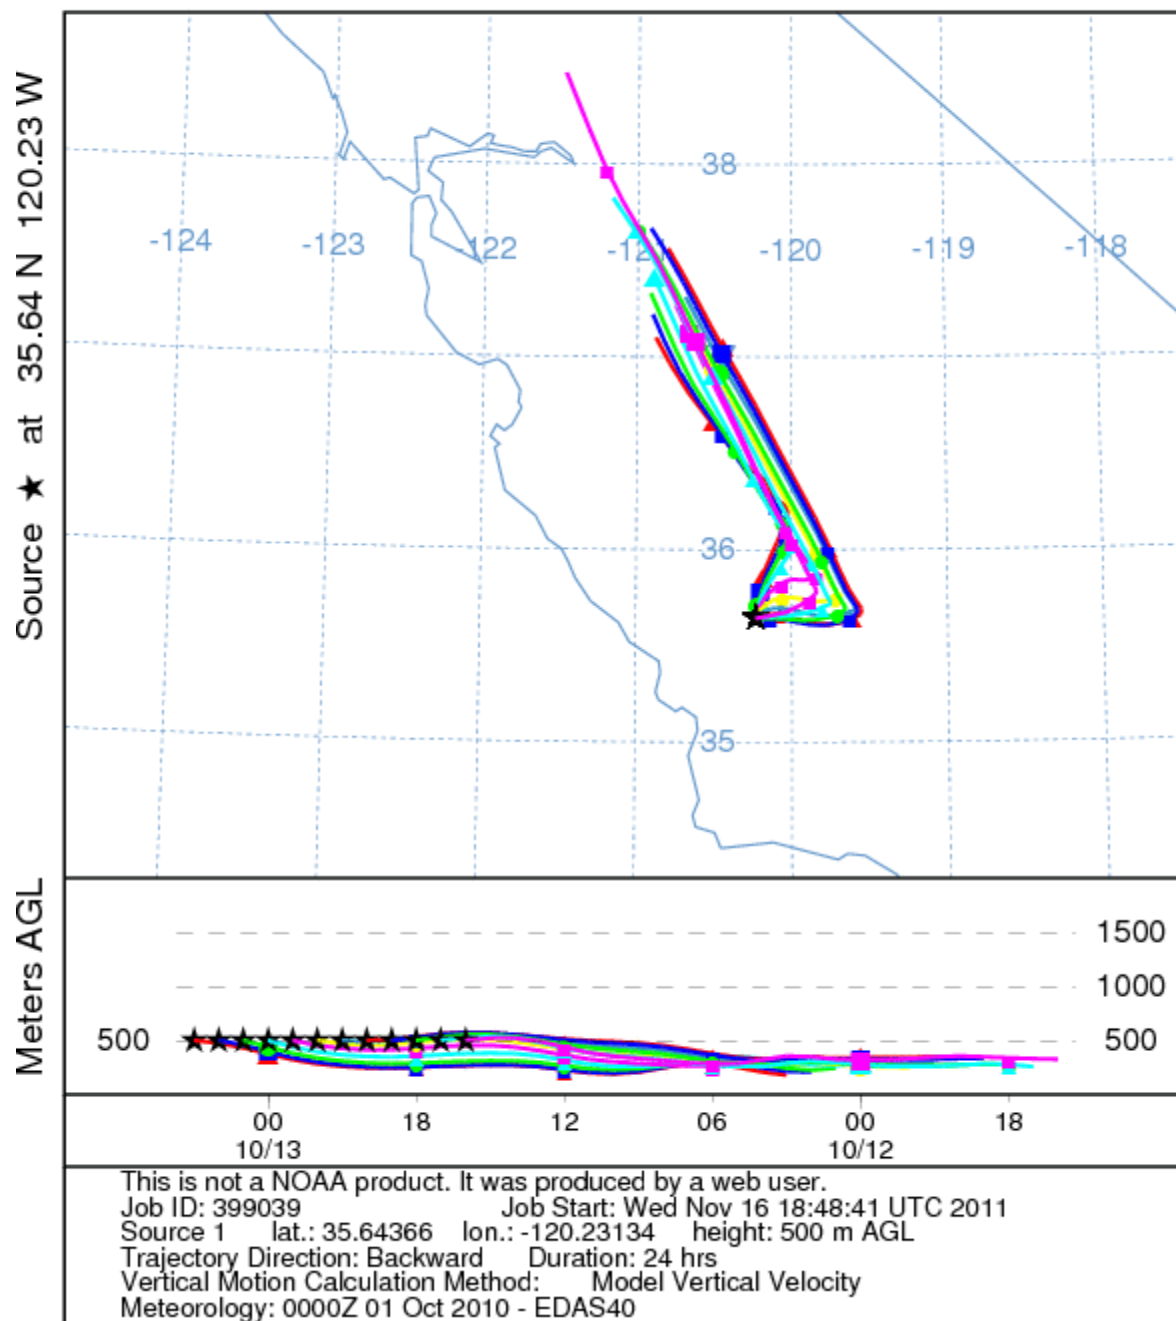 Source ★ at 35.64 N 120.23 W
38
-124
-123
-122
-121
-120
-119
-118
36
35
Meters AGL
1500
1000
500
500
00
18
12
06
00
18
10/13
10/12
This is not a NOAA product. It was produced by a web user.
Job ID: 399039 Job Start: Wed Nov 16 18:48:41 UTC 2011
Source 1 lat.: 35.64366 lon.: -120.23134 height: 500 m AGL
Trajectory Direction: Backward Duration: 24 hrs
Vertical Motion Calculation Method: Model Vertical Velocity
Meteorology: 0000Z 01 Oct 2010 - EDAS40